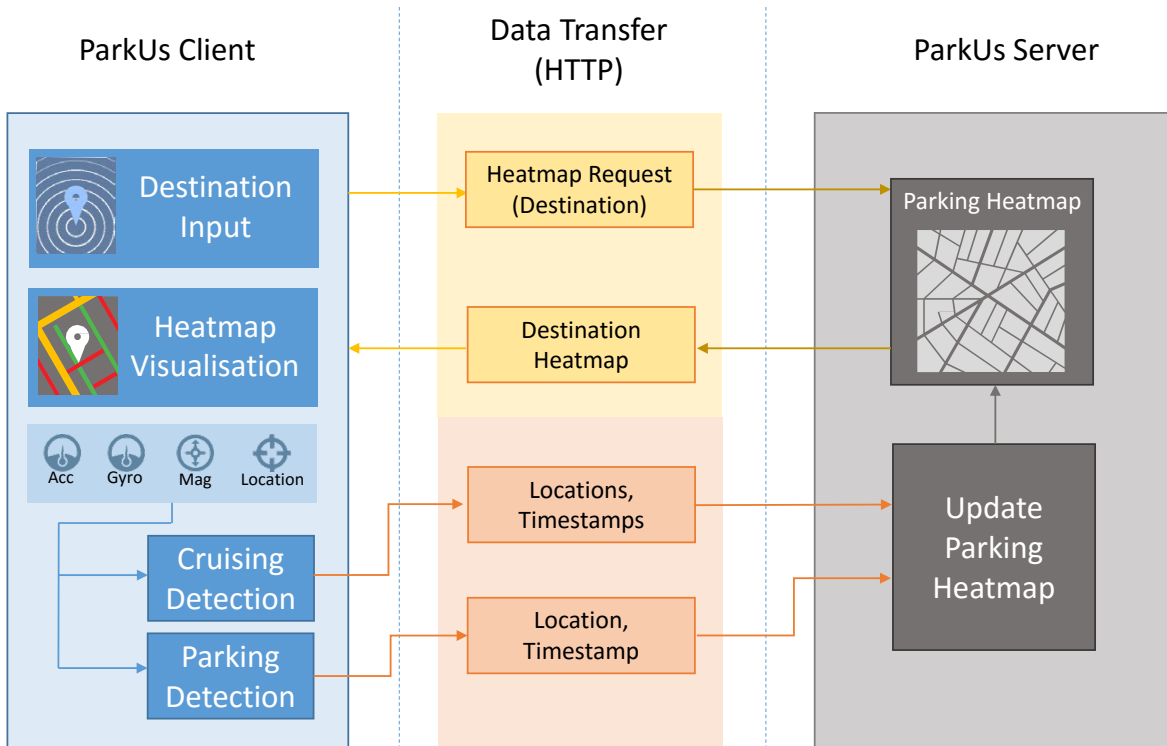 ParkUs Client
Data Transfer
(HTTP)
ParkUs Server
Destination
Input
Heatmap Request
(Destination)
Parking Heatmap
Heatmap
Visualisation
Destination
Heatmap
Acc
Gyro
Mag
Location
Locations,
Timestamps
Update
Parking
Heatmap
Cruising
Detection
Location,
Timestamp
Parking
Detection